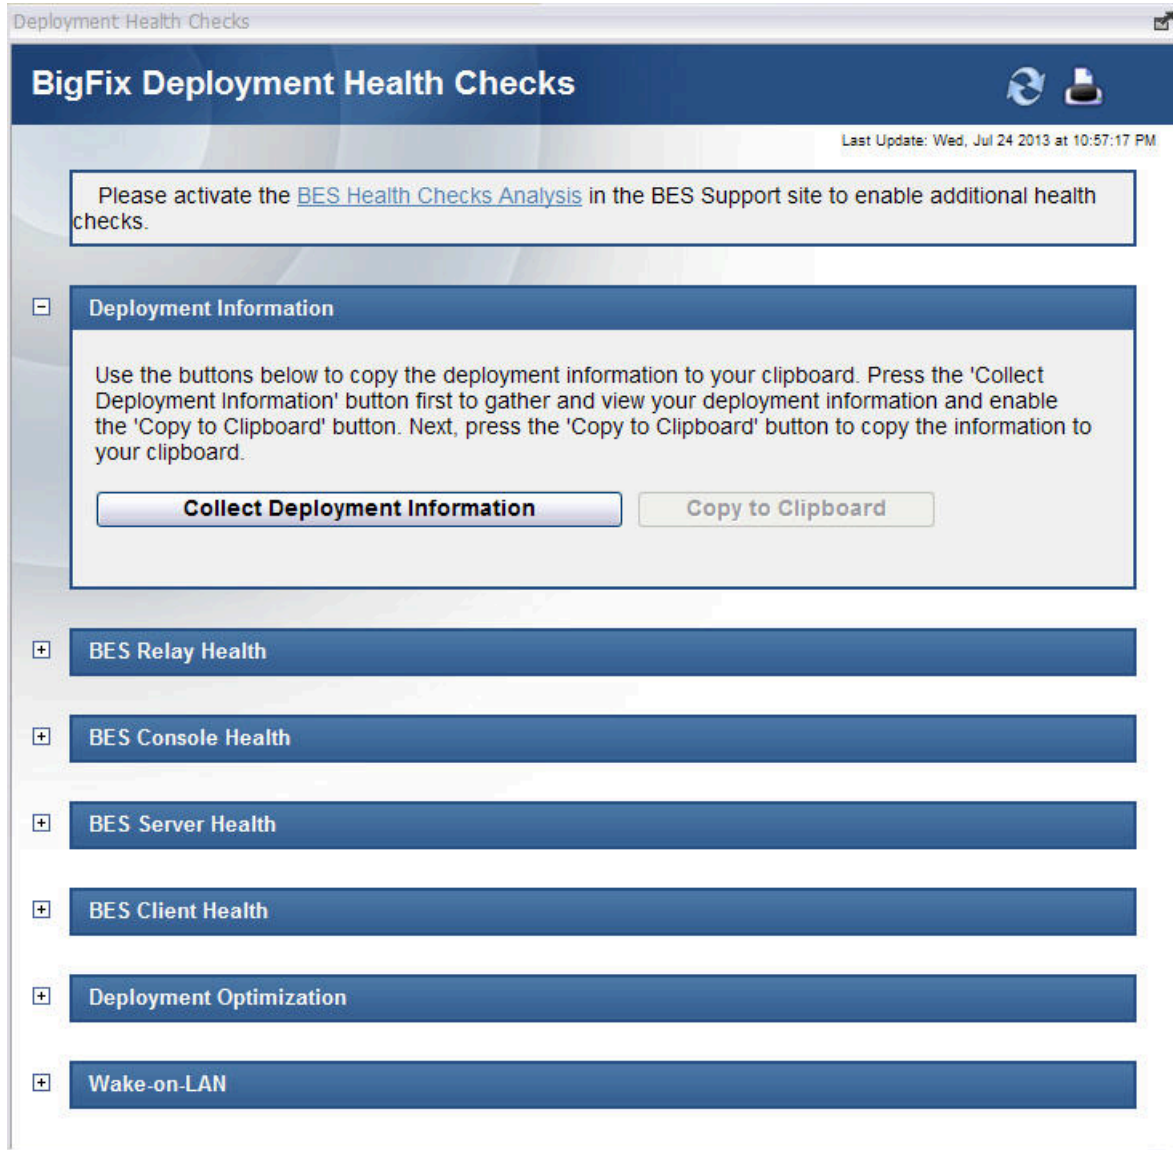 Deployment Health Checks
BigFix Deployment Health Checks
Last Update: Wed, Jul 24 2013 at 10:57:17 PM
Please activate the BES Health Checks Analysis in the BES Support site to enable additional health
checks.
Deployment Information
Use the buttons below to copy the deployment information to your clipboard. Press the 'Collect
Deployment Information' button first to gather and view your deployment information and enable
the 'Copy to Clipboard' button. Next, press the 'Copy to Clipboard' button to copy the information to
your clipboard.
Collect Deployment Information Copy to Clipboard
BES Relay Health
BES Console Health
BES Server Health
BES Client Health
Deployment Optimization
Wake-on-LAN